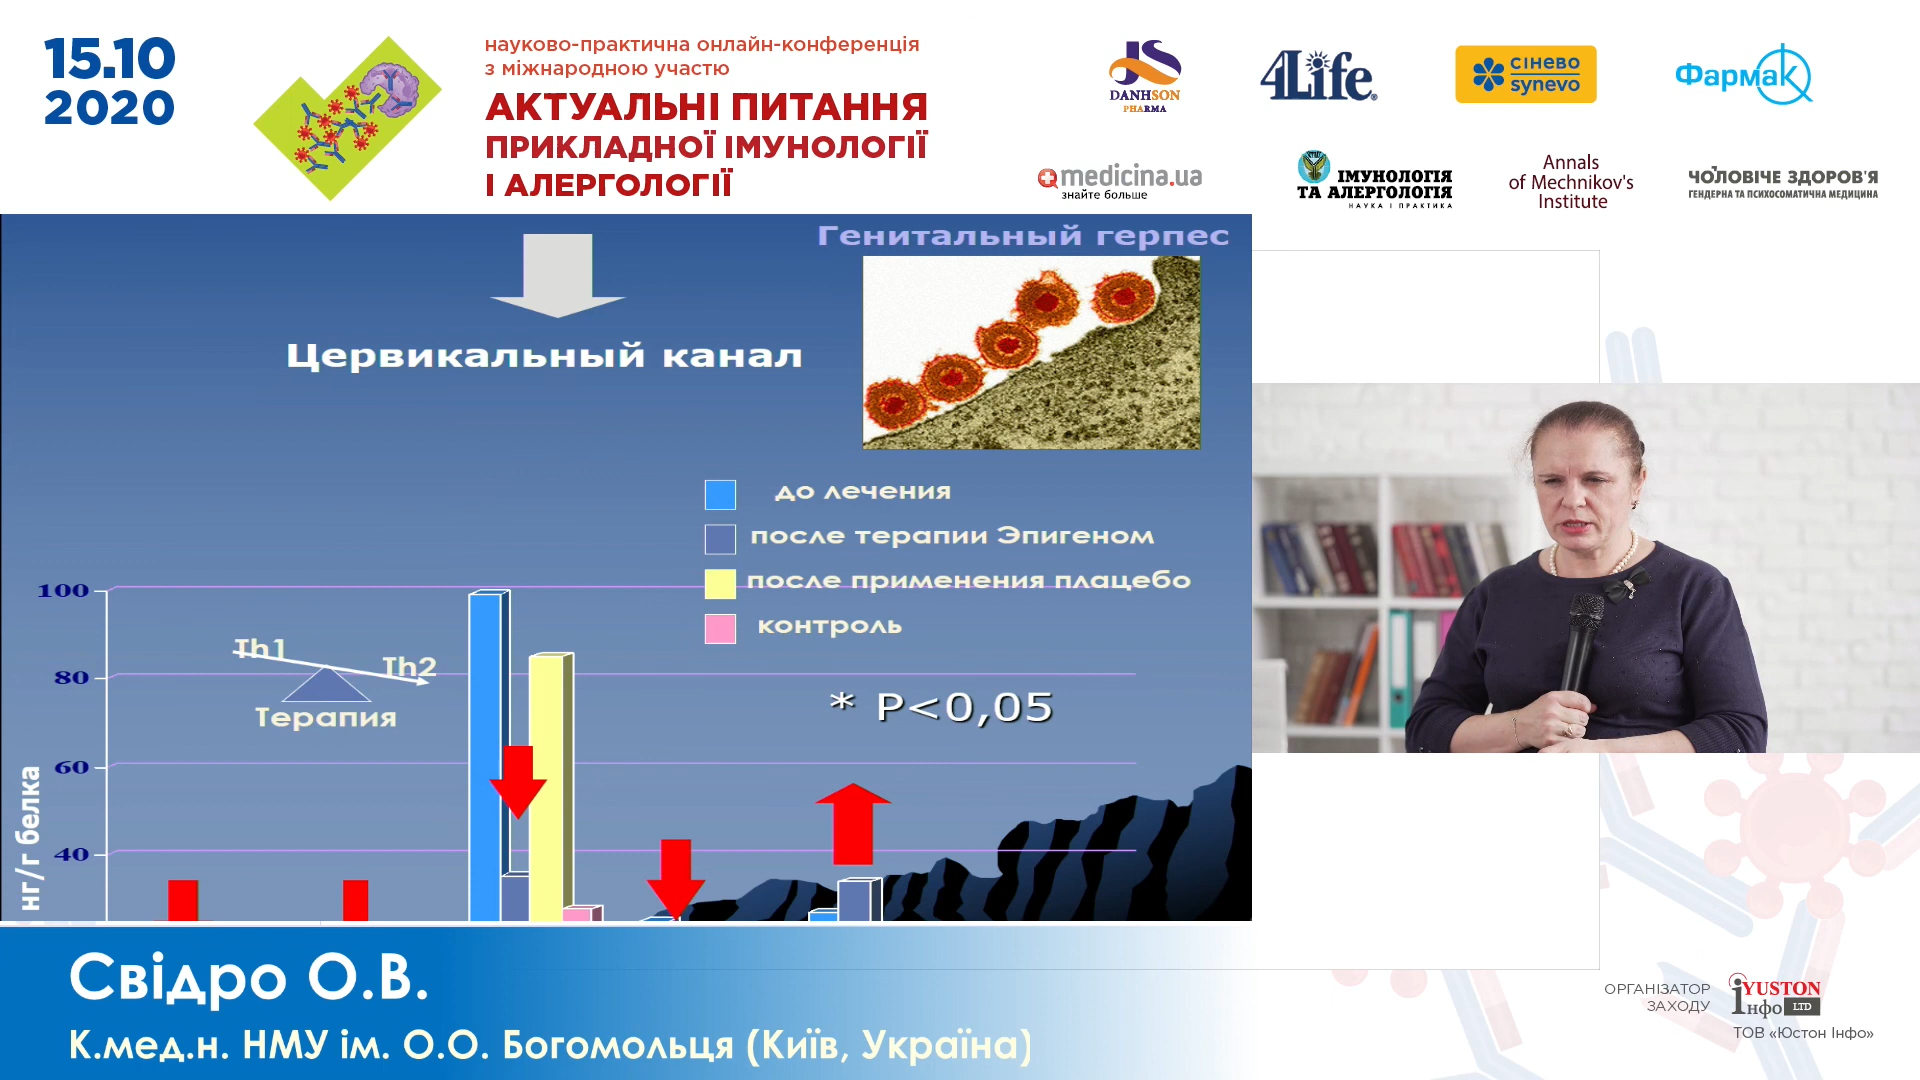 15.10
2020
науково-практична онлайн-конференція
з міжнародною участю
АКТУАЛЬНІ ПИТАННЯ
ПРИКЛАДНОЇ ІМУНОЛОГІЇ
І АЛЕРГОЛОГІЇ
JS
DANHSON
PHARMA
4Life®
сінево
synevo
Фармак
medicina.ua
знайте больше
ІМУНОЛОГІЯ
ТА АЛЕРГОЛОГІЯ
НАУКА І ПРАКТИКА
Annals
of Mechnikov's
Institute
ЧОЛОВІЧЕ ЗДОРОВ'Я
ГЕНДЕРНА ТА ПСИХОСОМАТИЧНА МЕДИЦИНА
Генитальный герпес
Цервикальный канал
до лечения
после терапии Эпигеном
после применения плацебо
контроль
* P<0,05
Th1
Th2
Терапия
100
80
60
40
нг/г белка
Свідро О.В.
К.мед.н. НМУ ім. О.О. Богомольця (Київ, Україна)
ОРГАНІЗАТОР
ЗАХОДУ
YUSTON
інфо LTD
ТОВ «Юстон Інфо»